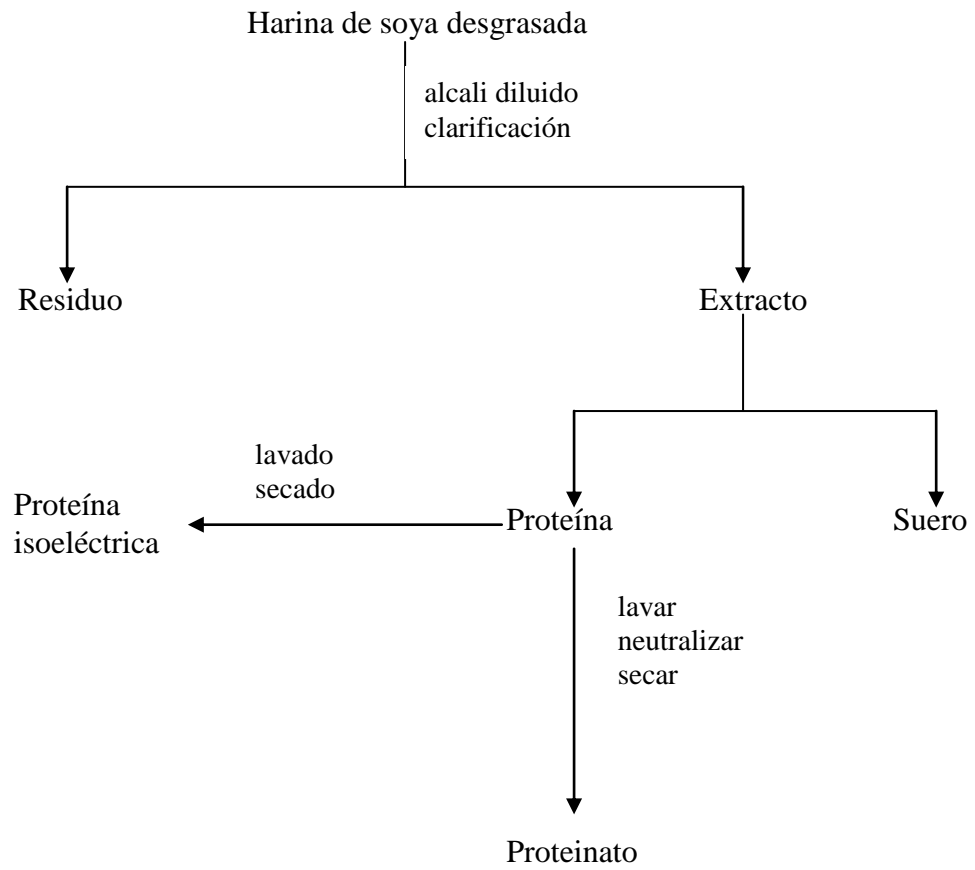 Harina de soya desgrasada
alcali diluido
clarificación
Residuo
Extracto
lavado
secado
Proteína
isoeléctrica
Proteína
Suero
lavar
neutralizar
secar
Proteinato